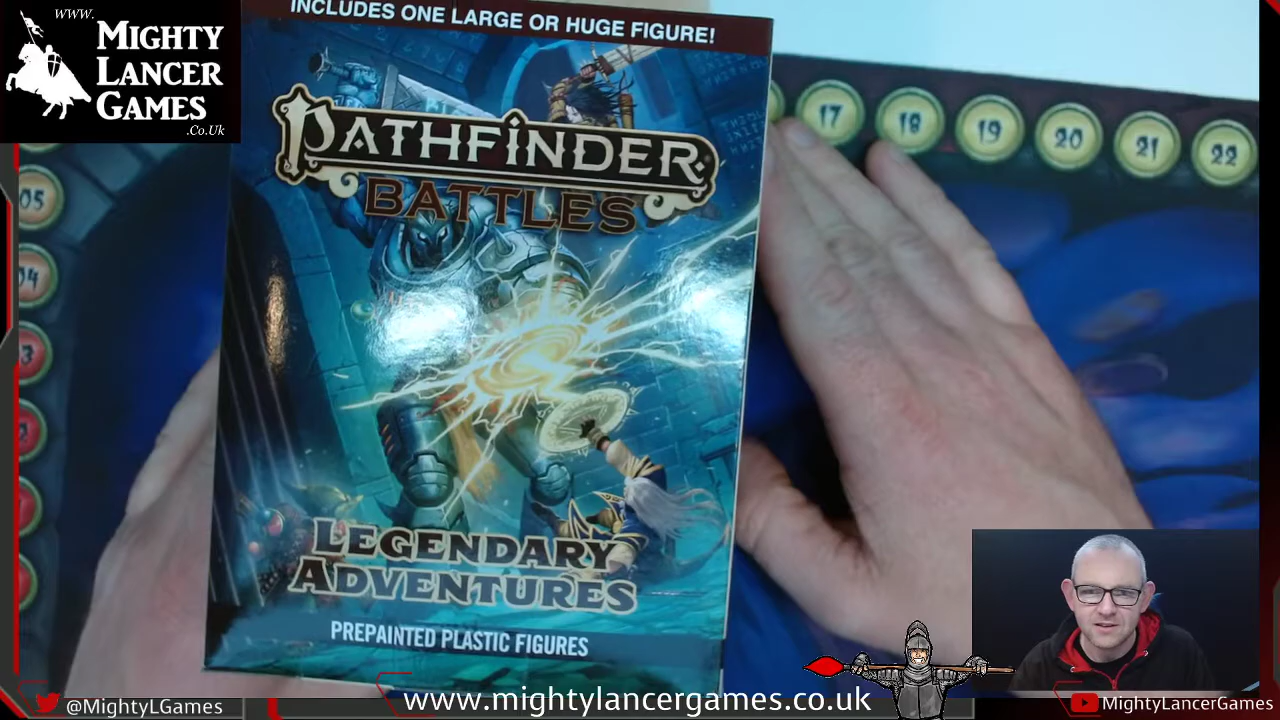 www.
MIGHTY
LANCER
GAMES
.Co.Uk
INCLUDES ONE LARGE OR HUGE FIGURE!
PATHFINDER
BATTLES
LEGENDARY
ADVENTURES
PREPAINTED PLASTIC FIGURES
17 18 19 20 21 22
05
04
3
@MightyLGames
www.mightylancergames.co.uk
MightyLancerGames